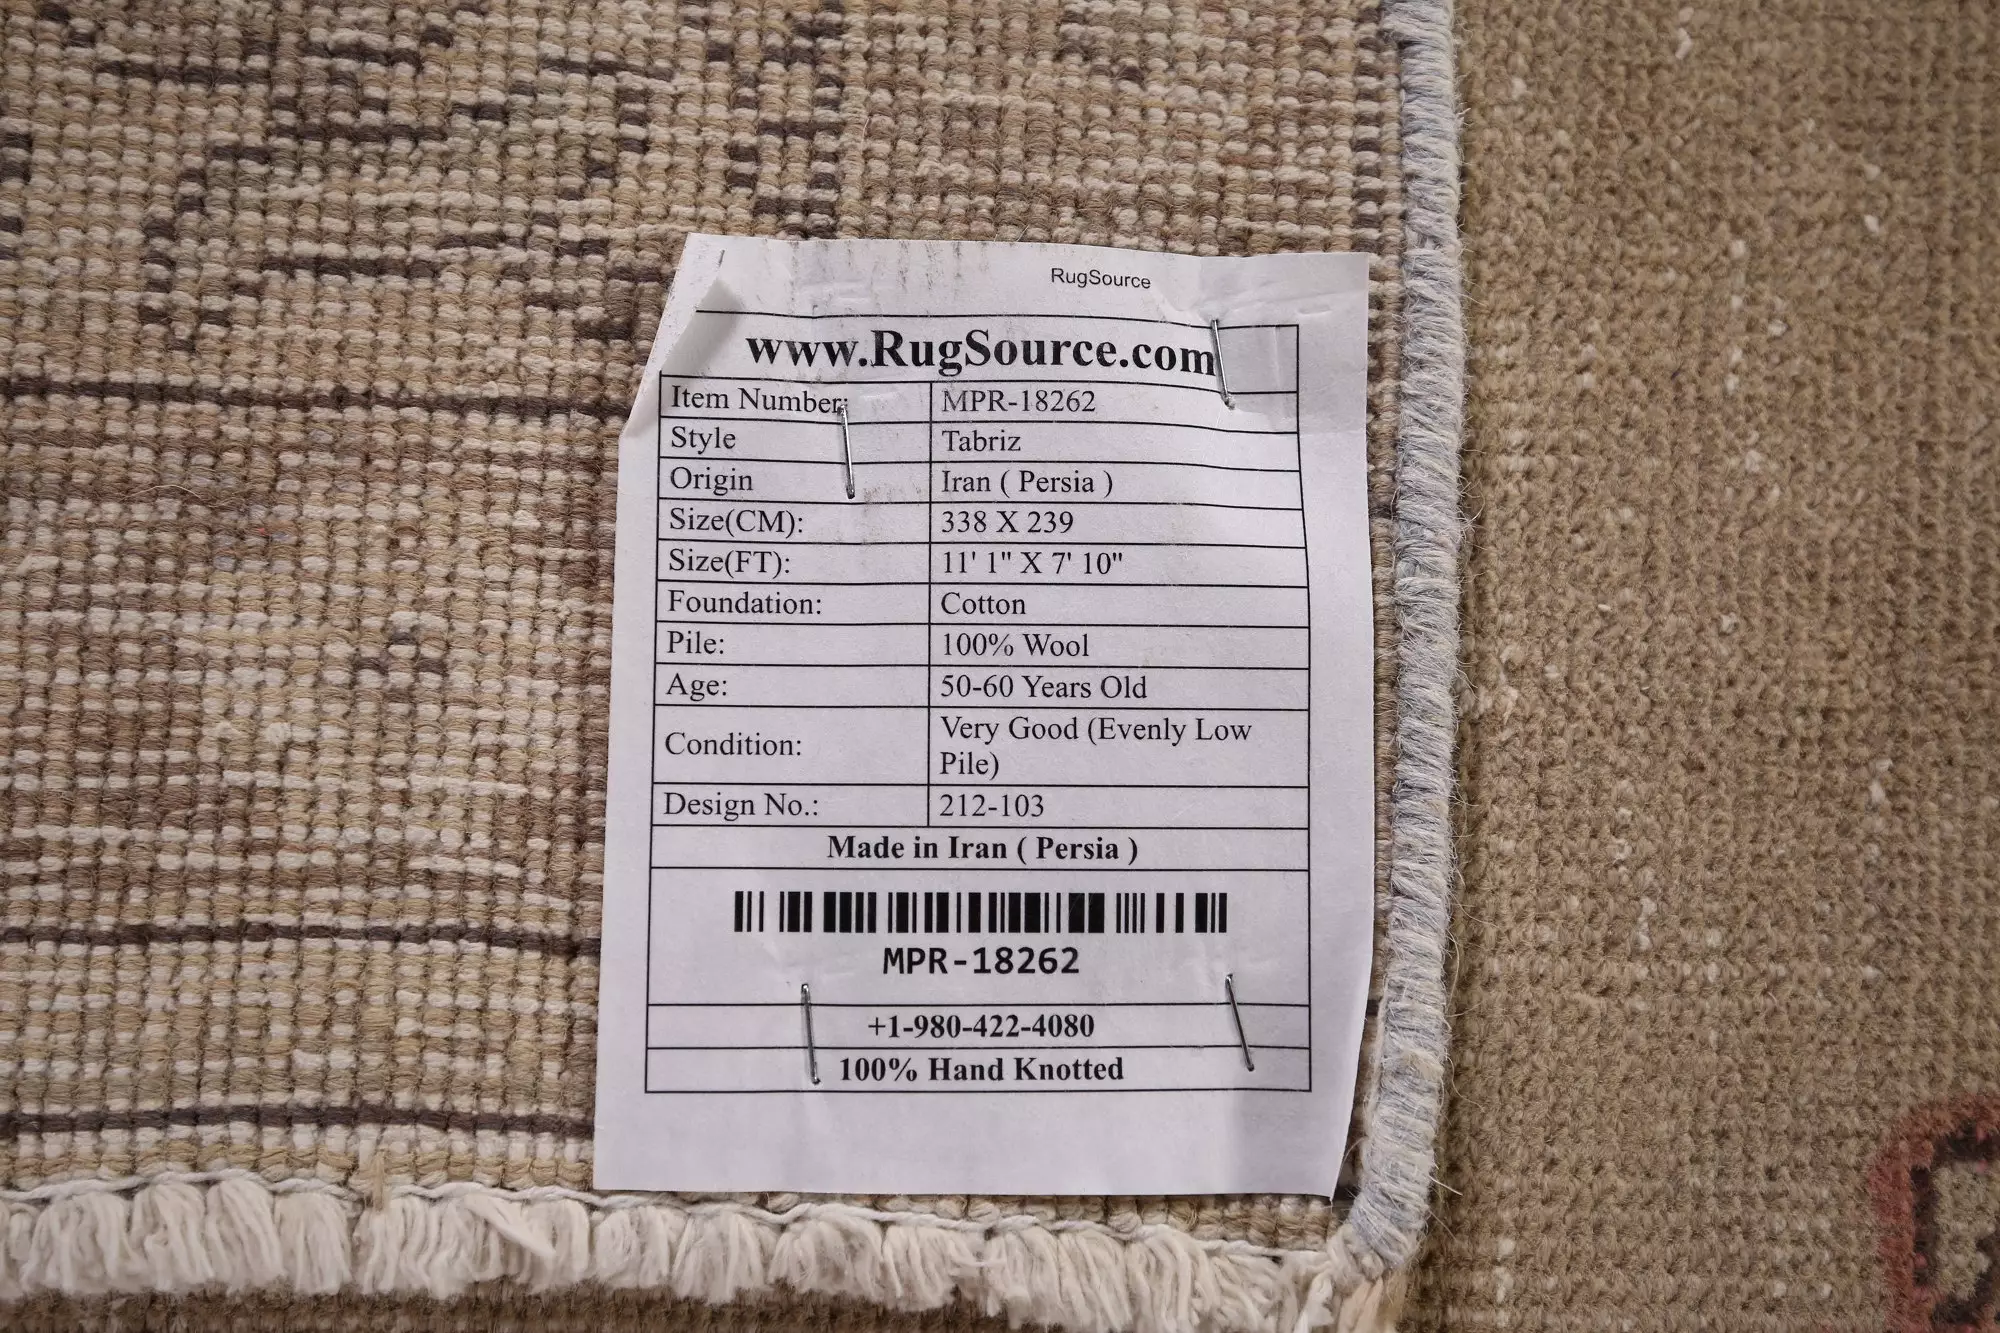 RugSource
www.RugSource.com
Item Number: MPR-18262
Style Tabriz
Origin Iran ( Persia )
Size(CM): 338 X 239
Size(FT): 11' 1" X 7' 10"
Foundation: Cotton
Pile: 100% Wool
Age: 50-60 Years Old
Condition: Very Good (Evenly Low
Pile)
Design No.: 212-103
Made in Iran ( Persia )
MPR-18262
+1-980-422-4080
100% Hand Knotted